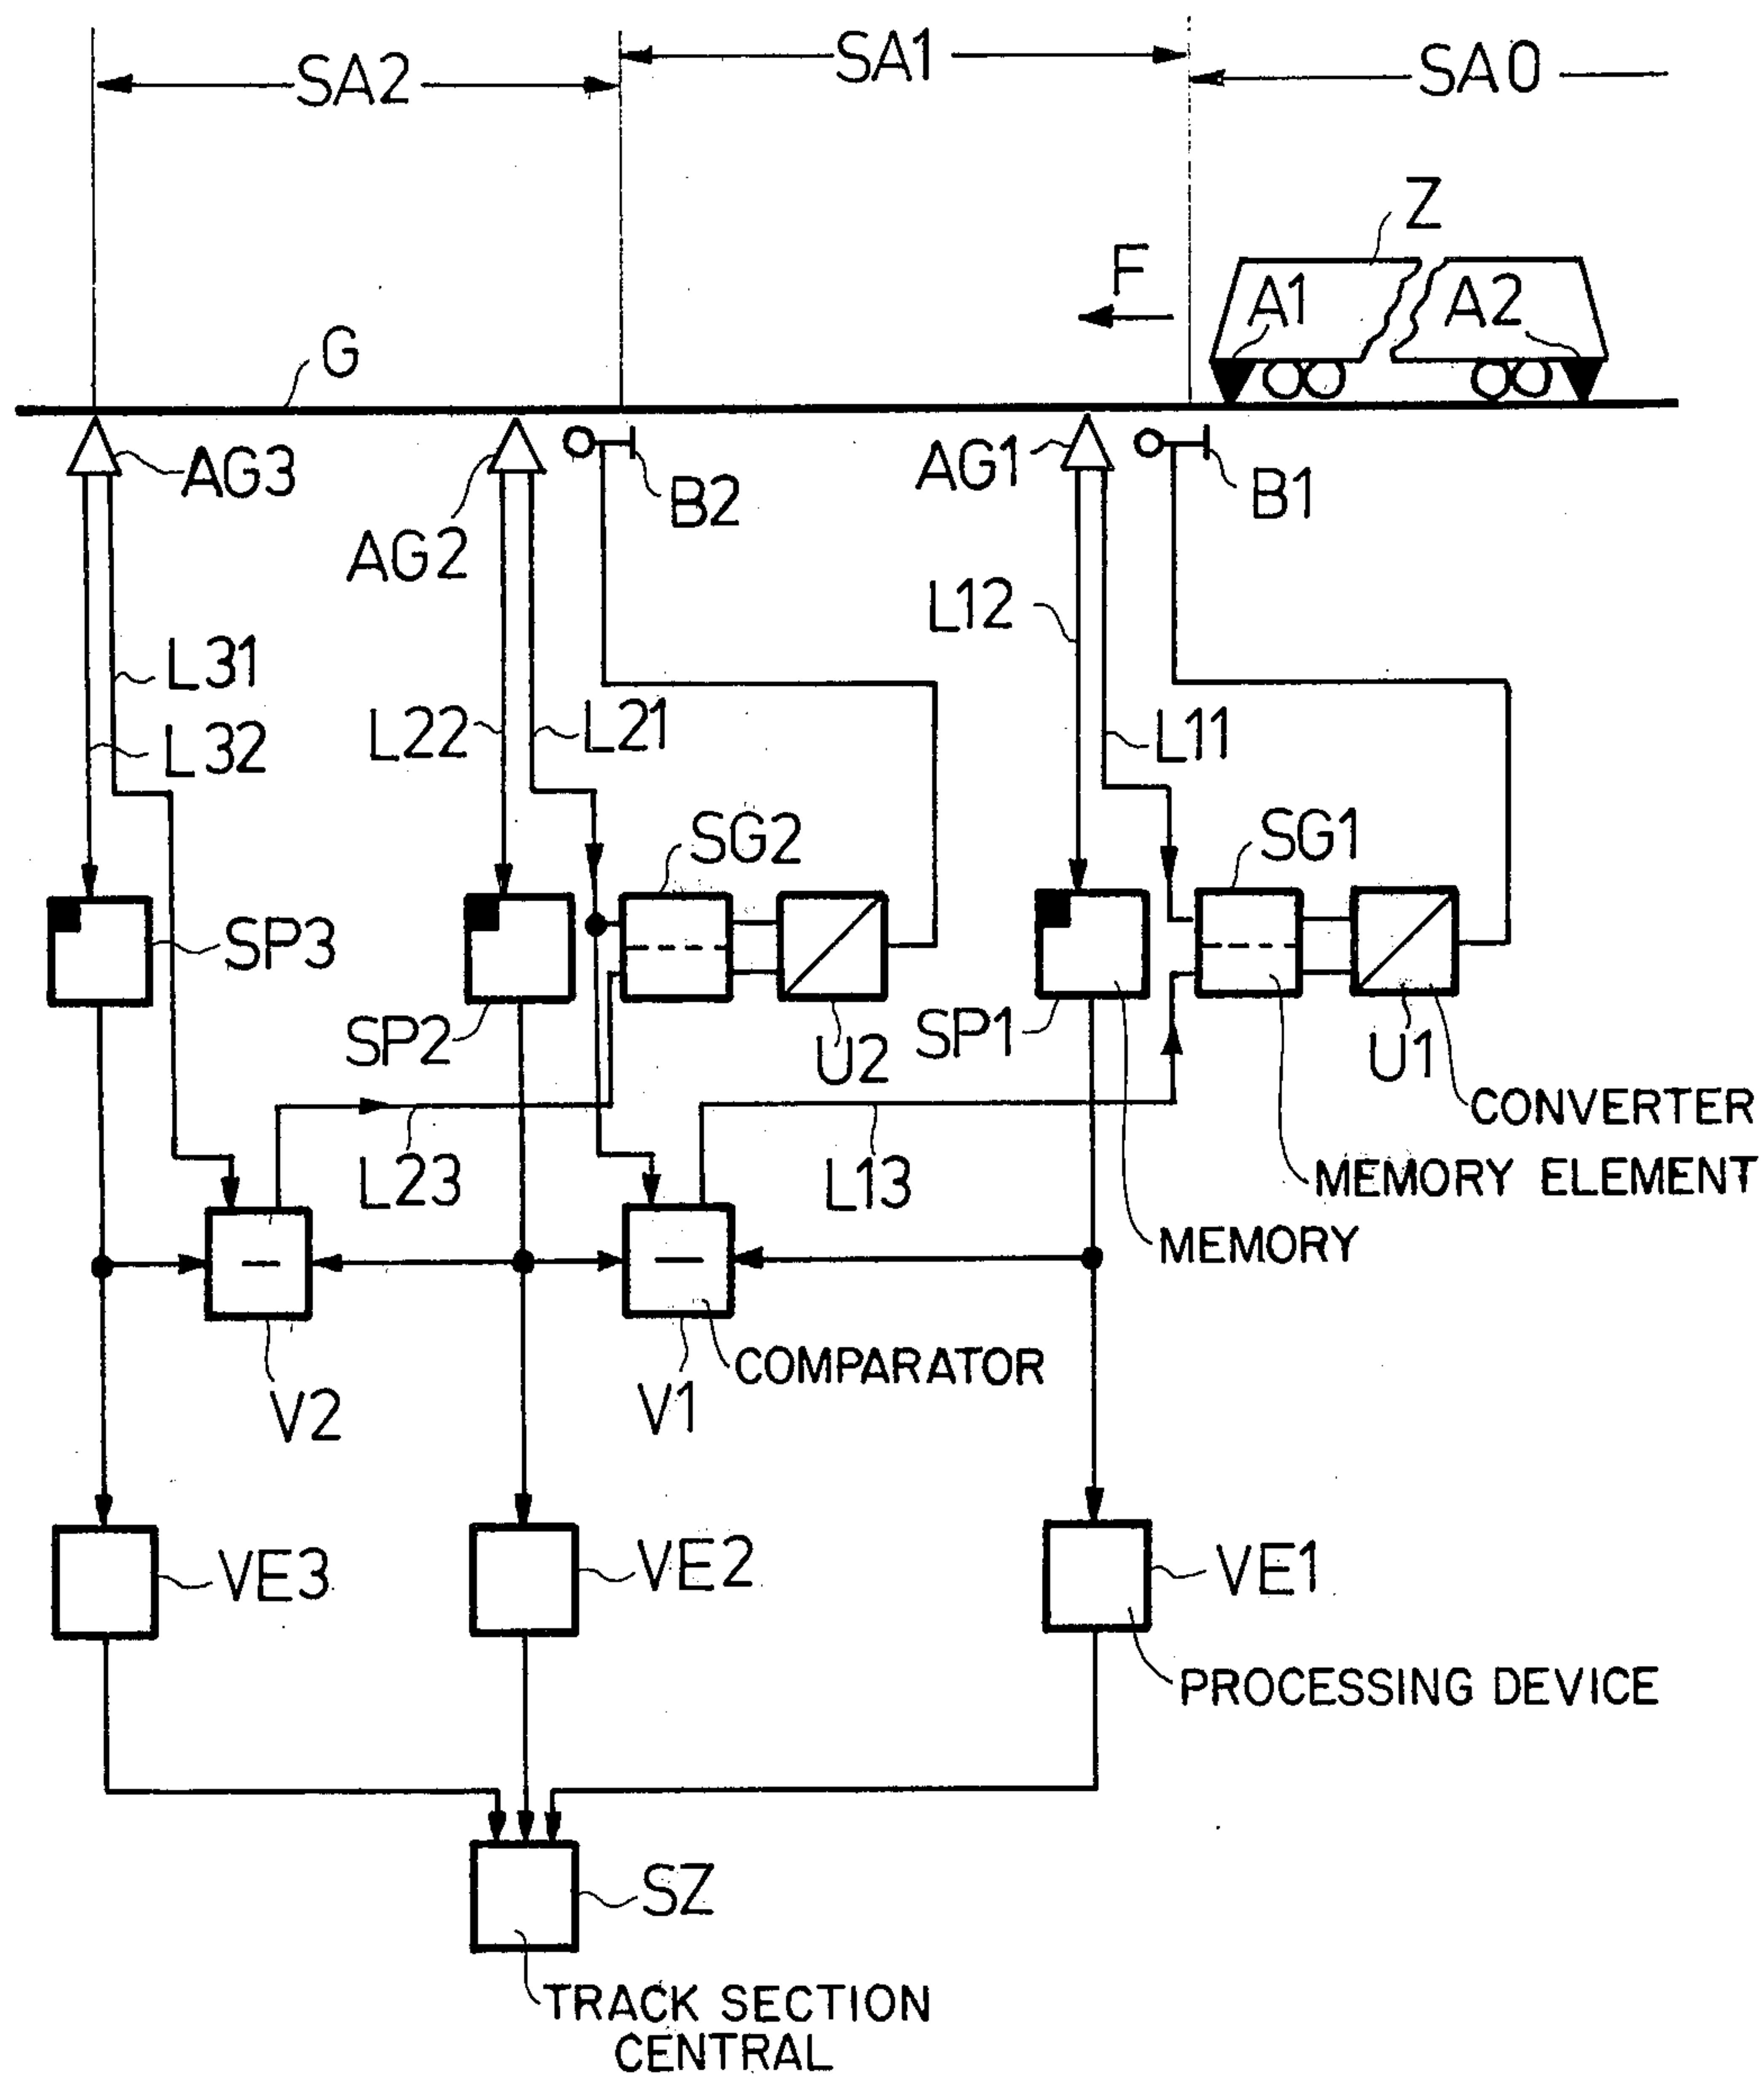 SA2
SA1
SA0
Z
F
A1
A2
G
AG3
AG2
B2
AG1
B1
L12
L31
L32
L22
L21
L11
SG2
SG1
SP3
SP2
U2
SP1
U1
CONVERTER
L23
L13
MEMORY ELEMENT
MEMORY
V2
V1
COMPARATOR
VE3
VE2
VE1
PROCESSING DEVICE
SZ
TRACK SECTION
CENTRAL